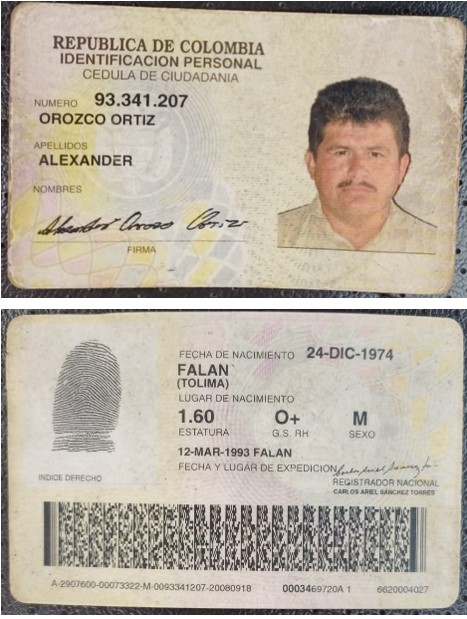 REPUBLICA DE COLOMBIA
IDENTIFICACION PERSONAL
CEDULA DE CIUDADANIA
NUMERO 93.341.207
OROZCO ORTIZ
APELLIDOS
ALEXANDER
NOMBRES
Alexander Orozco Ortiz
FIRMA
FECHA DE NACIMIENTO 24-DIC-1974
FALAN
(TOLIMA)
LUGAR DE NACIMIENTO
1.60 O+ M
ESTATURA G.S. RH SEXO
12-MAR-1993 FALAN
FECHA Y LUGAR DE EXPEDICION
INDICE DERECHO
REGISTRADOR NACIONAL
CARLOS ARIEL SANCHEZ TORRES
A-2907600-00073322-M-0093341207-20080918 0003469720A 1 6620004027